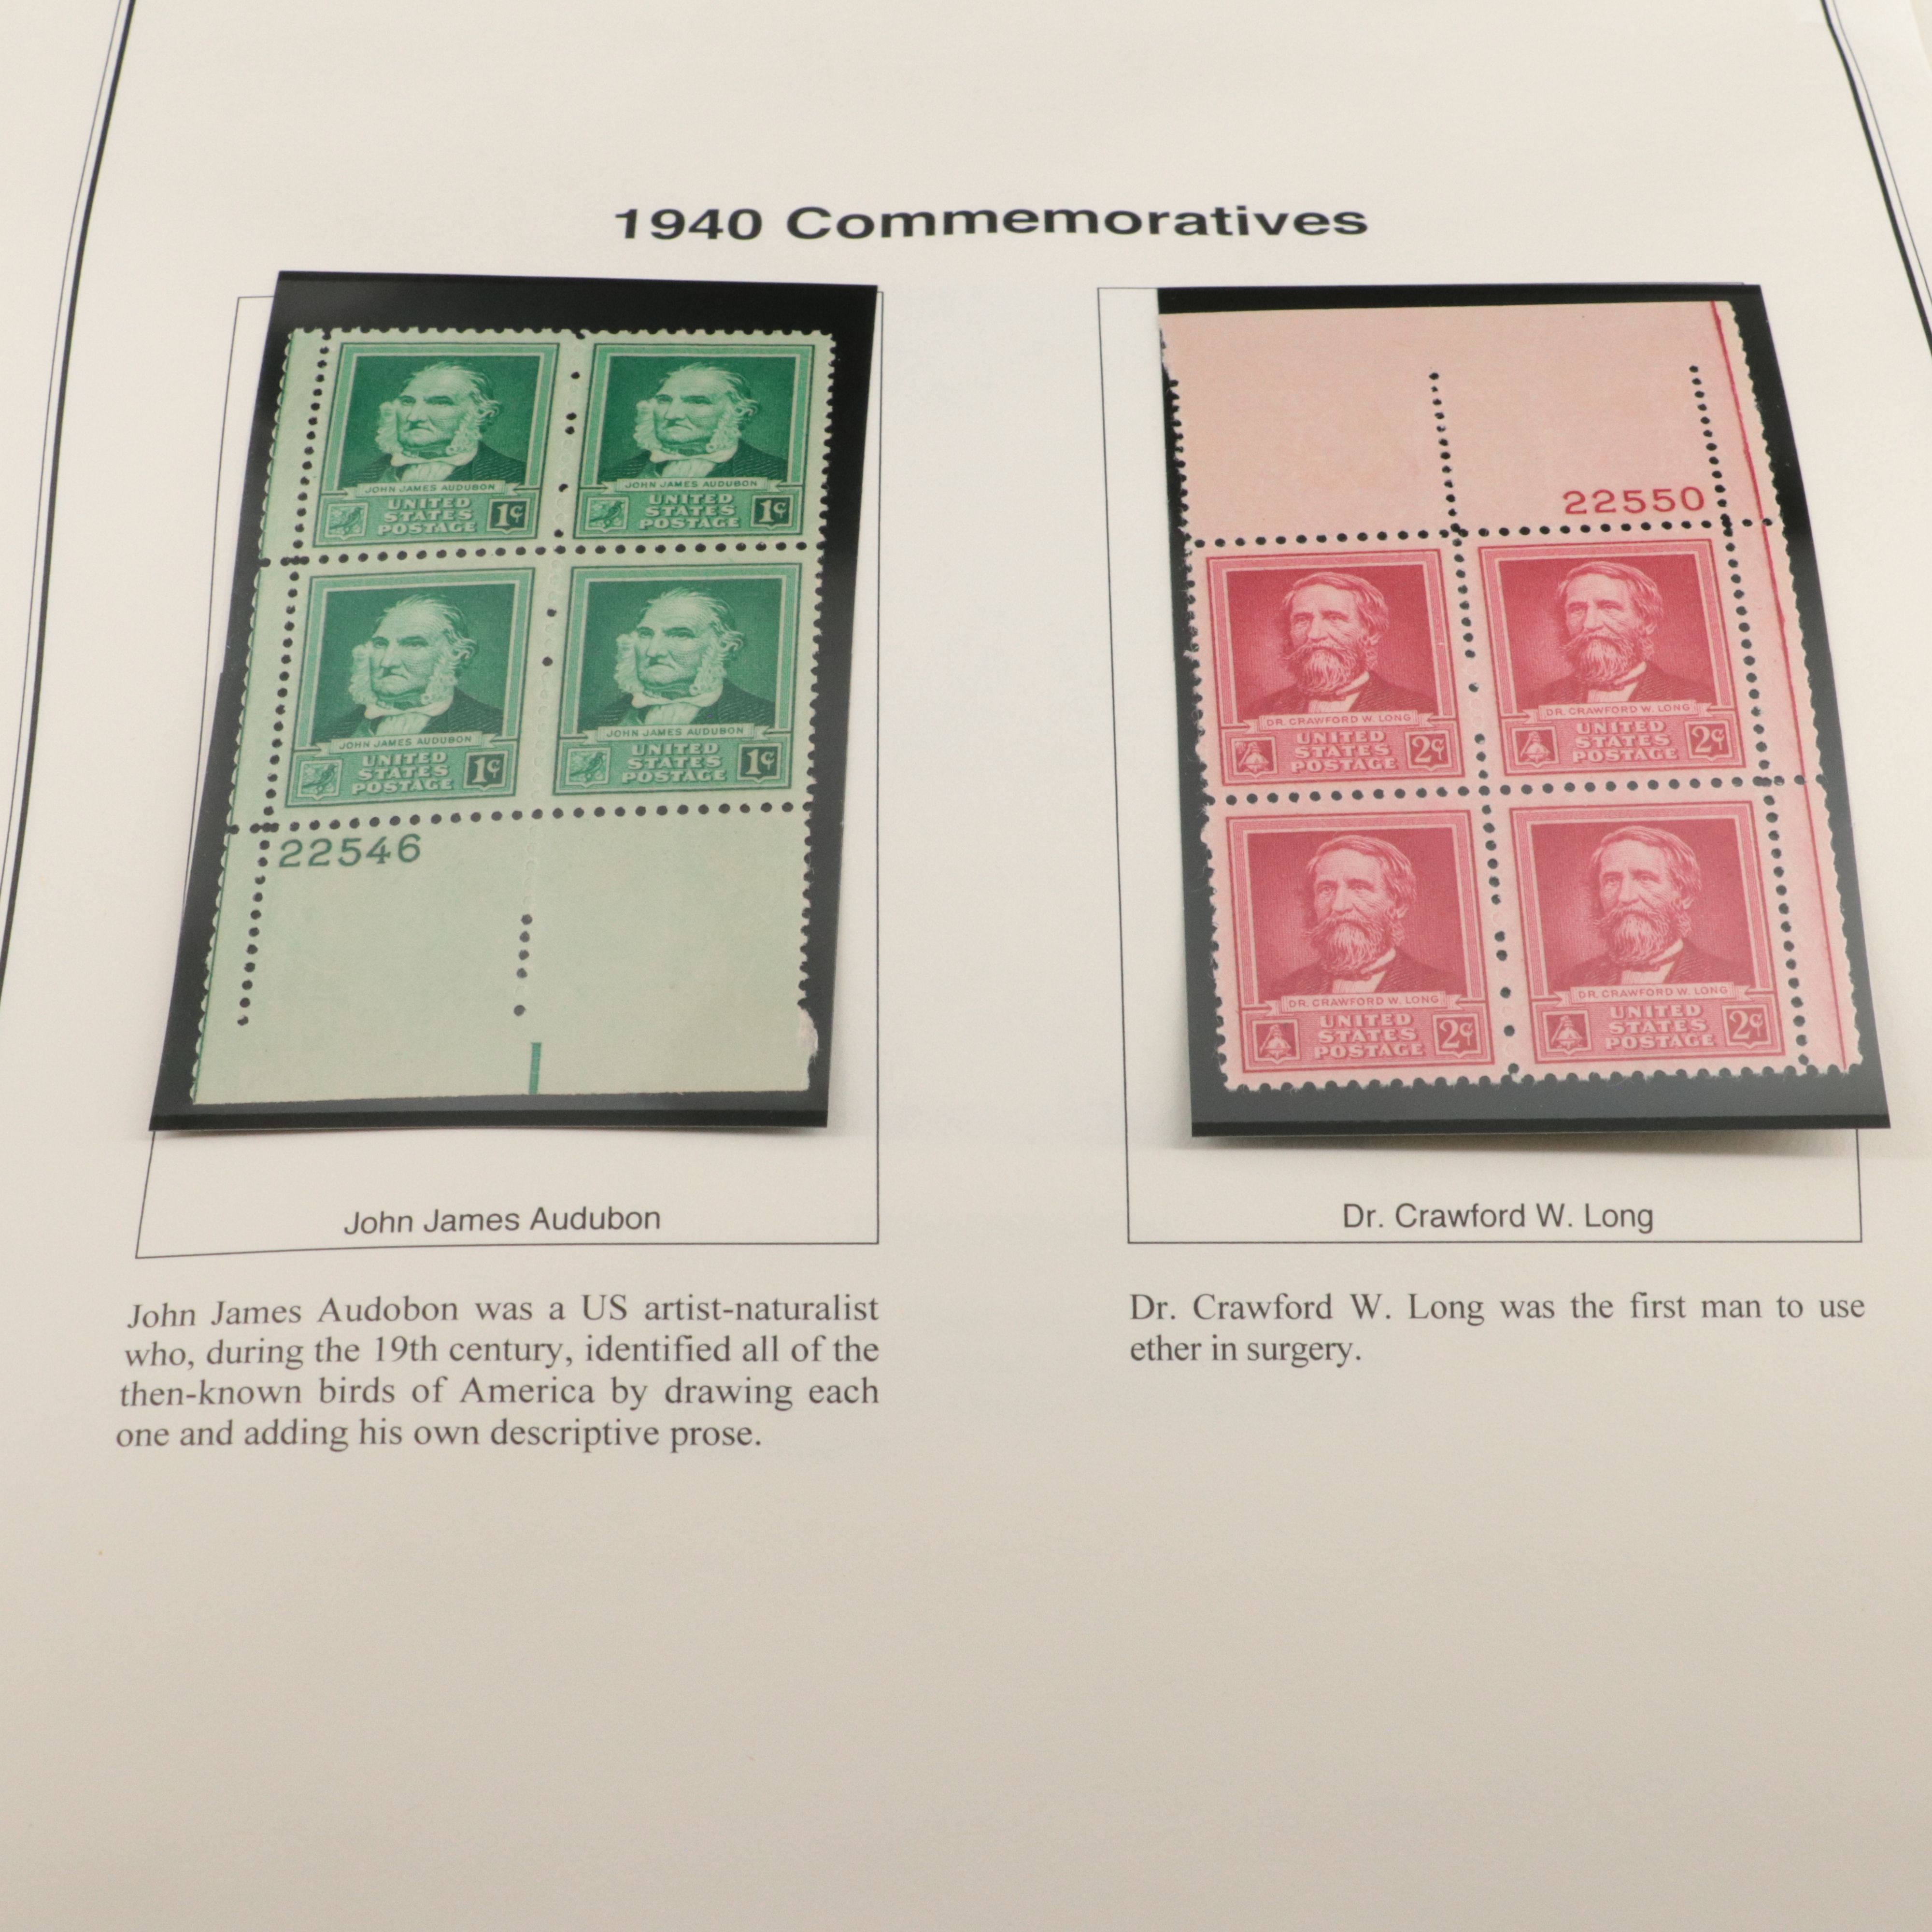 1940 Commemoratives
JOHN JAMES AUDUBON
UNITED
STATES
POSTAGE
1¢
JOHN JAMES AUDUBON
UNITED
STATES
POSTAGE
1¢
JOHN JAMES AUDUBON
UNITED
STATES
POSTAGE
1¢
JOHN JAMES AUDUBON
UNITED
STATES
POSTAGE
1¢
22546
John James Audubon
John James Audobon was a US artist-naturalist
who, during the 19th century, identified all of the
then-known birds of America by drawing each
one and adding his own descriptive prose.
22550
DR. CRAWFORD W. LONG
UNITED
STATES
POSTAGE
2¢
DR. CRAWFORD W. LONG
UNITED
STATES
POSTAGE
2¢
DR. CRAWFORD W. LONG
UNITED
STATES
POSTAGE
2¢
DR. CRAWFORD W. LONG
UNITED
STATES
POSTAGE
2¢
Dr. Crawford W. Long
Dr. Crawford W. Long was the first man to use
ether in surgery.